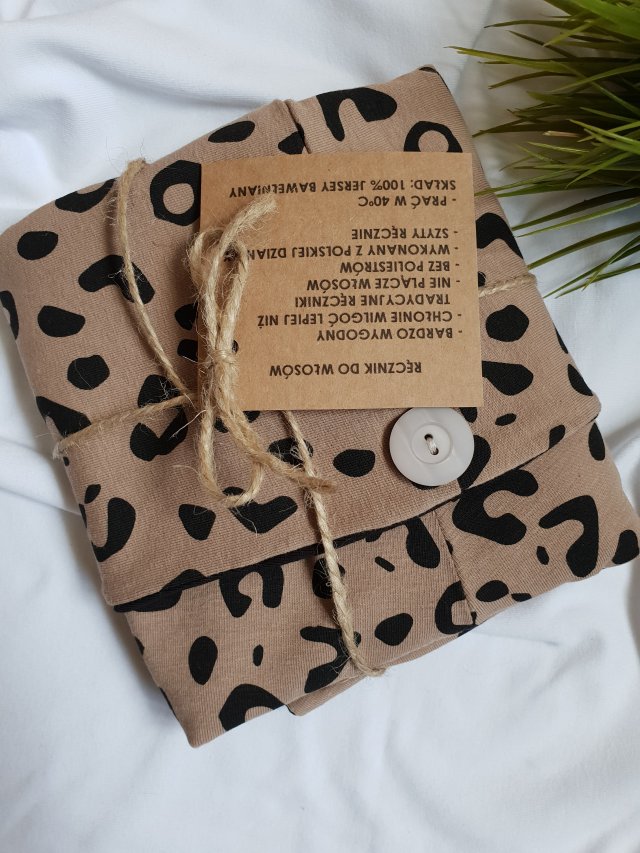 RĘCZNIK DO WŁOSÓW
- BARDZO WYGODNY
- CHŁONIE WILGOĆ LEPIEJ NIŻ
TRADYCYJNE RĘCZNIKI
- NIE PLĄCZE WŁOSÓW
- BEZ POLIESTRÓW
- WYKONANY Z POLSKIEJ
SZYTY RĘCZNIE
- PRAĆ W 40°C
SKŁAD: 100% JERSEY BAWEŁNIANY